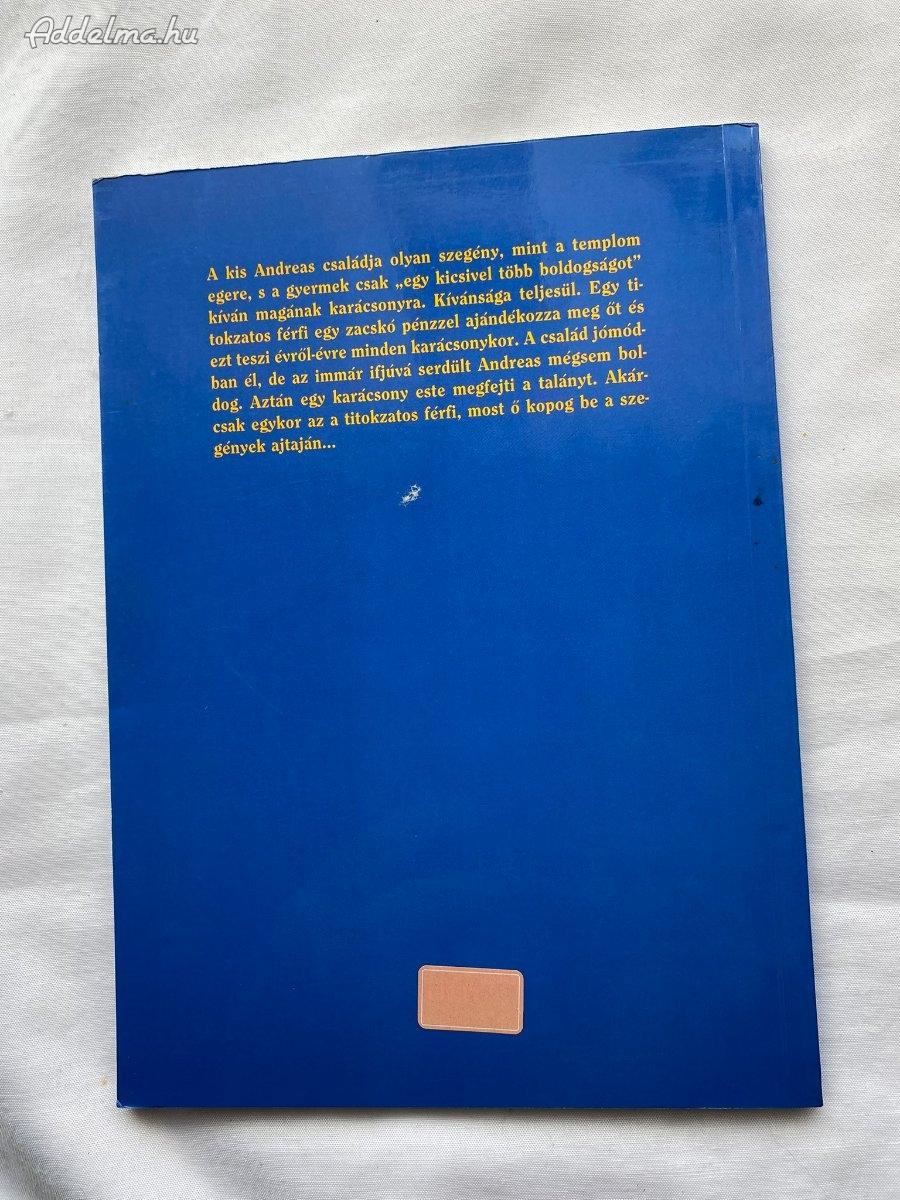 Addelma.hu
A kis Andreas családja olyan szegény, mint a templom
egere, s a gyermek csak „egy kicsivel több boldogságot”
kíván magának karácsonyra. Kívánsága teljesül. Egy ti-
tokzatos férfi egy zacskó pénzzel ajándékozza meg őt és
ezt teszi évről-évre minden karácsonykor. A család jómód-
ban él, de az immár ifjúvá serdült Andreas mégsem bol-
dog. Aztán egy karácsony este megfejti a talányt. Akár-
csak egykor az a titokzatos férfi, most ő kopog be a sze-
gények ajtaján...